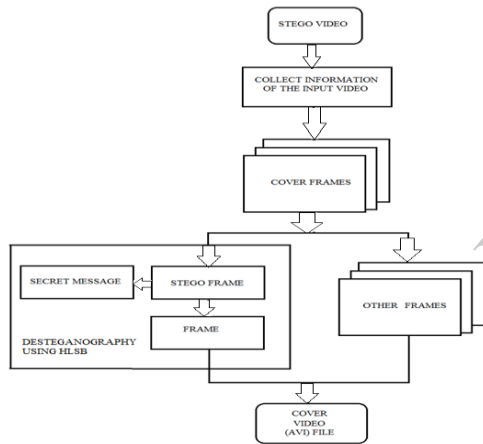 STEGO VIDEO
COLLECT INFORMATION
OF THE INPUT VIDEO
COVER FRAMES
SECRET MESSAGE
STEGO FRAME
OTHER FRAMES
FRAME
DESTEGANOGRAPHY
USING HLSB
COVER
VIDEO
(AVI) FILE